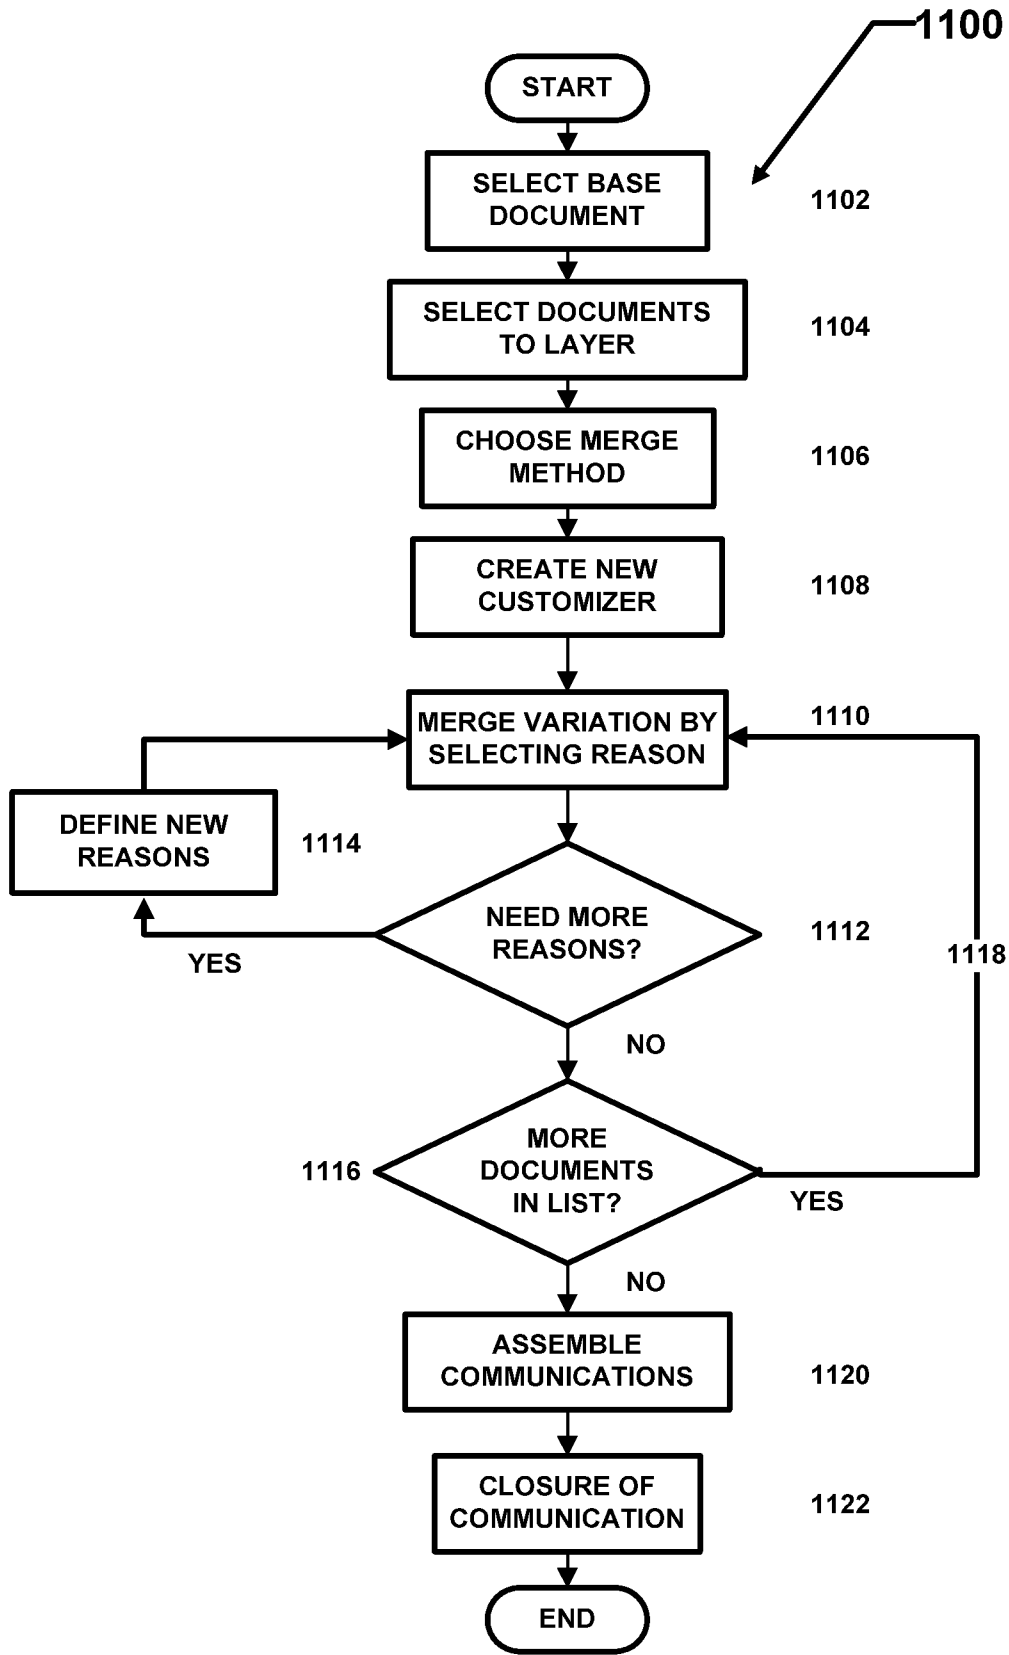 1100
START
SELECT BASE
DOCUMENT
1102
SELECT DOCUMENTS
TO LAYER
1104
CHOOSE MERGE
METHOD
1106
CREATE NEW
CUSTOMIZER
1108
MERGE VARIATION BY
SELECTING REASON
1110
DEFINE NEW
REASONS
1114
NEED MORE
REASONS?
1112
YES
1118
NO
MORE
DOCUMENTS
IN LIST?
1116
YES
NO
ASSEMBLE
COMMUNICATIONS
1120
CLOSURE OF
COMMUNICATION
1122
END